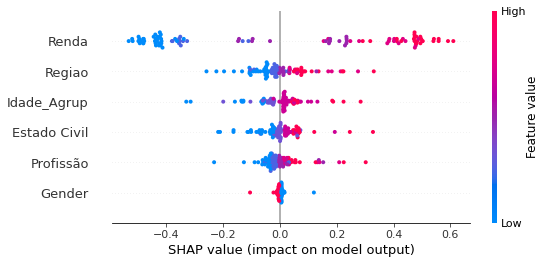 High
Renda
Regiao
Idade_Agrup
Estado Civil
Profissão
Gender
Feature value
Low
−0.4 −0.2 0.0 0.2 0.4 0.6
SHAP value (impact on model output)